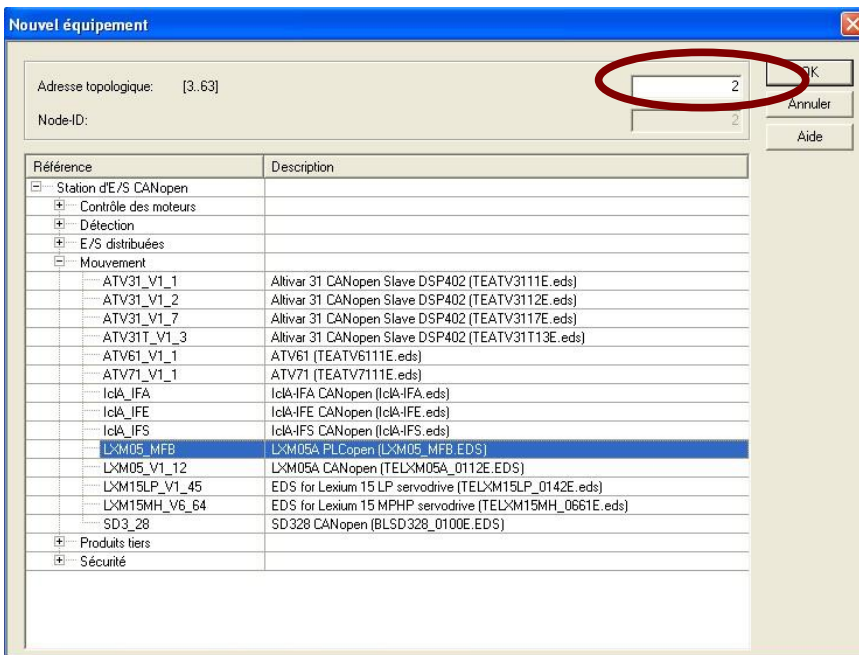 Nouvel équipement
Adresse topologique: [3..63] 2
OK
Node-ID: 2
Annuler
Aide
Référence Description
Station d'E/S CANopen
Contrôle des moteurs
Détection
E/S distribuées
Mouvement
ATV31_V1_1 Altivar 31 CANopen Slave DSP402 (TEATV3111E.eds)
ATV31_V1_2 Altivar 31 CANopen Slave DSP402 (TEATV3112E.eds)
ATV31_V1_7 Altivar 31 CANopen Slave DSP402 (TEATV3117E.eds)
ATV31T_V1_3 Altivar 31 CANopen Slave DSP402 (TEATV31T13E.eds)
ATV61_V1_1 ATV61 (TEATV6111E.eds)
ATV71_V1_1 ATV71 (TEATV7111E.eds)
IclA_IFA IclA-IFA CANopen (IclA-IFA.eds)
IclA_IFE IclA-IFE CANopen (IclA-IFE.eds)
IclA_IFS IclA-IFS CANopen (IclA-IFS.eds)
LXM05_MFB LXM05A PLCopen (LXM05_MFB.EDS)
LXM05_V1_12 LXM05A CANopen (TELXM05A_0112E.EDS)
LXM15LP_V1_45 EDS for Lexium 15 LP servodrive (TELXM15LP_0142E.eds)
LXM15MH_V6_64 EDS for Lexium 15 MPHP servodrive (TELXM15MH_0661E.eds)
SD3_28 SD328 CANopen (BLSD328_0100E.EDS)
Produits tiers
Sécurité